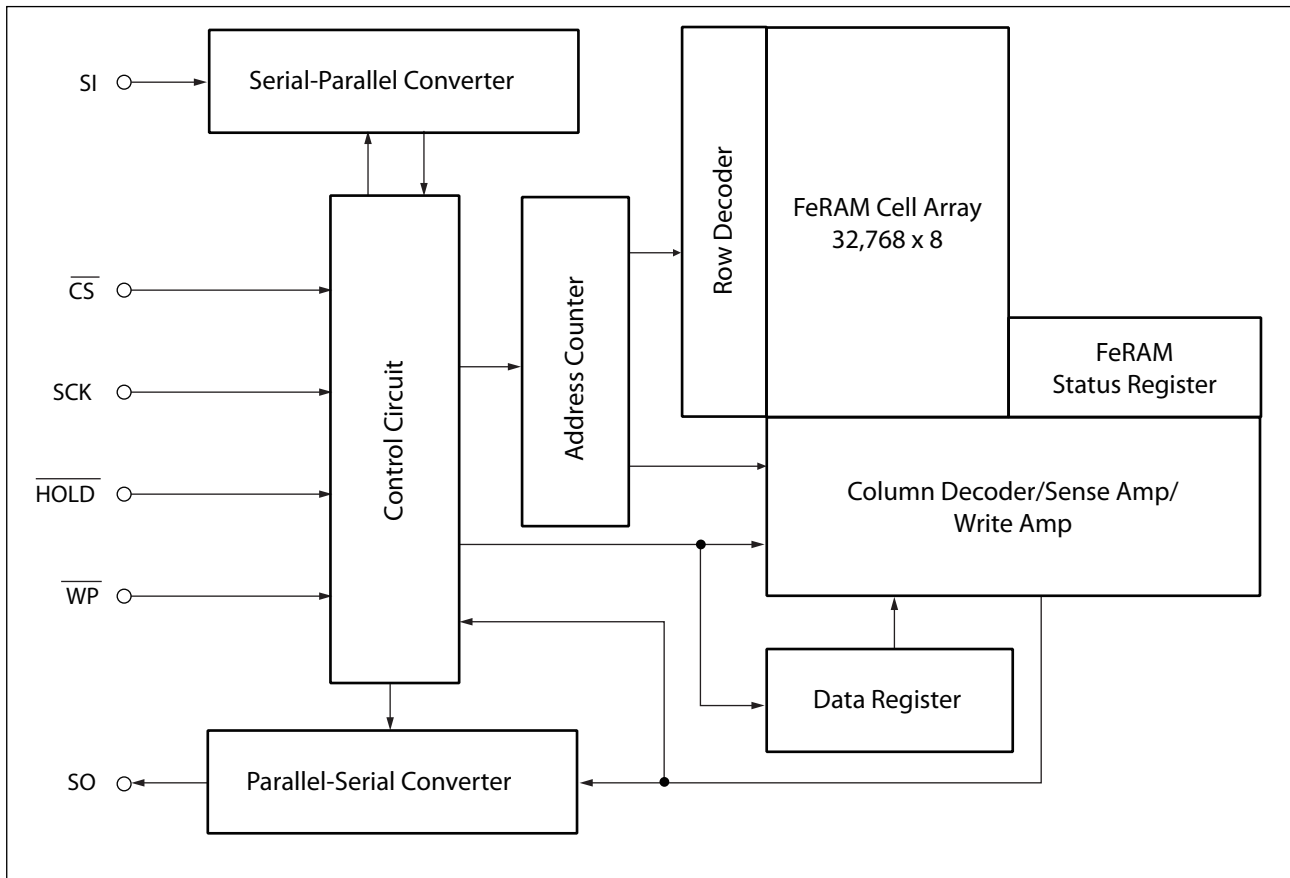 SI
Serial-Parallel Converter
CS
SCK
HOLD
WP
SO
Control Circuit
Address Counter
Row Decoder
FeRAM Cell Array
32,768 x 8
FeRAM
Status Register
Column Decoder/Sense Amp/
Write Amp
Data Register
Parallel-Serial Converter